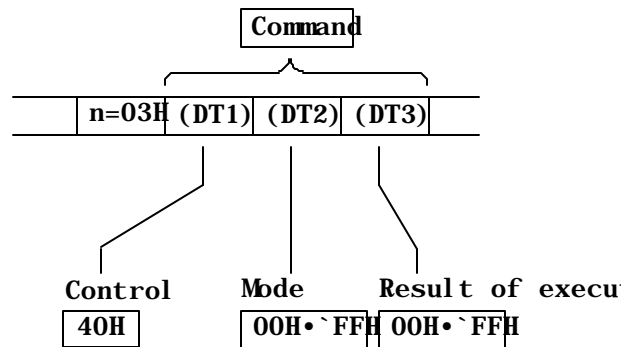 Command
n=03H (DT1) (DT2) (DT3)
Control Mode Result of execu
40H 00H•`FFH 00H•`FFH